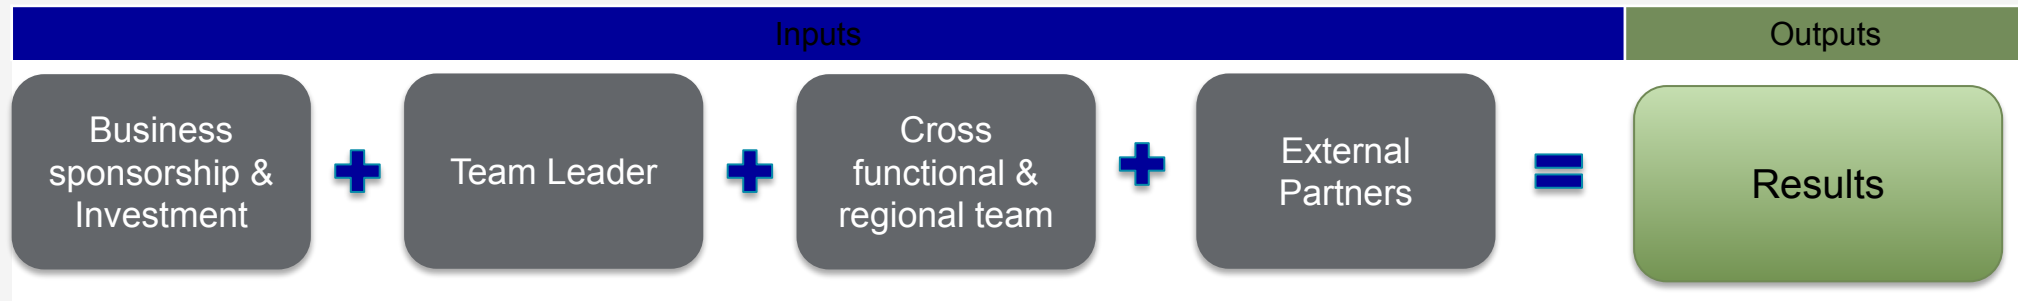 Inputs
Outputs
Business
sponsorship &
Investment
Team Leader
Cross
functional &
regional team
External
Partners
Results